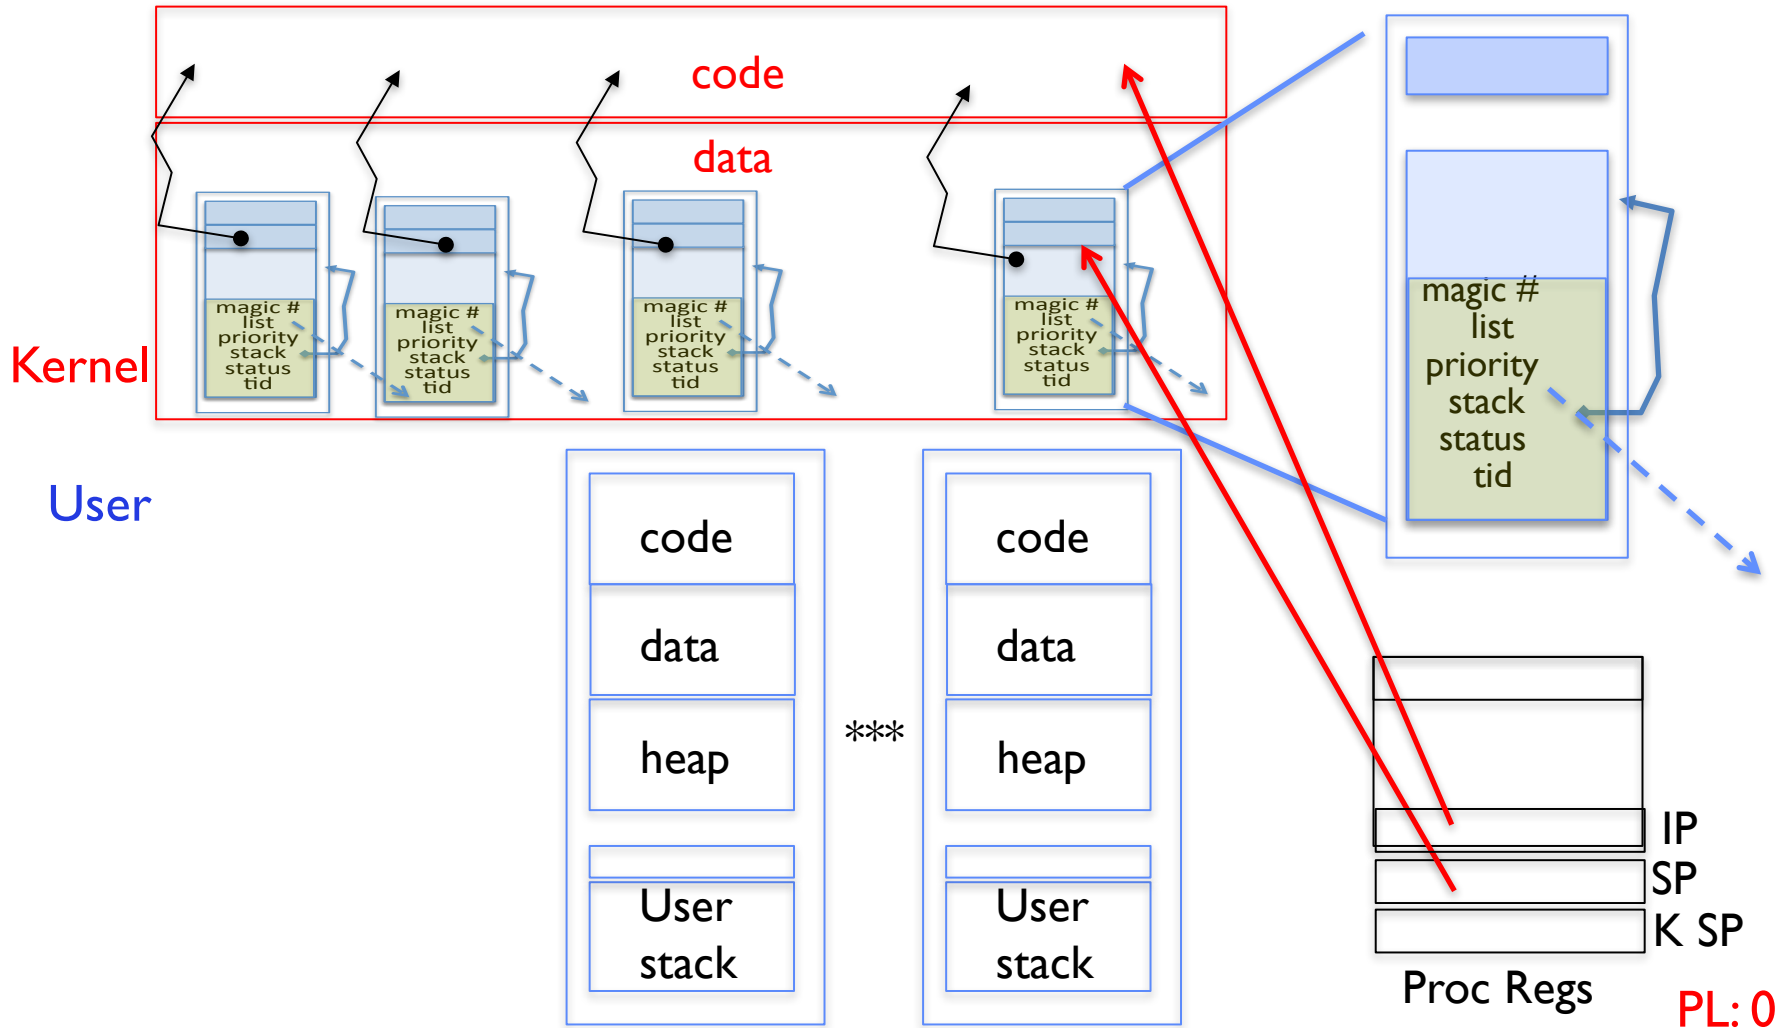 code
data
magic #
list
priority
stack
status
tid
magic #
list
priority
stack
status
tid
magic #
list
priority
stack
status
tid
magic #
list
priority
stack
status
tid
magic #
list
priority
stack
status
tid
Kernel
User
code
data
heap
User
stack
***
code
data
heap
User
stack
IP
SP
K SP
Proc Regs
PL: 0